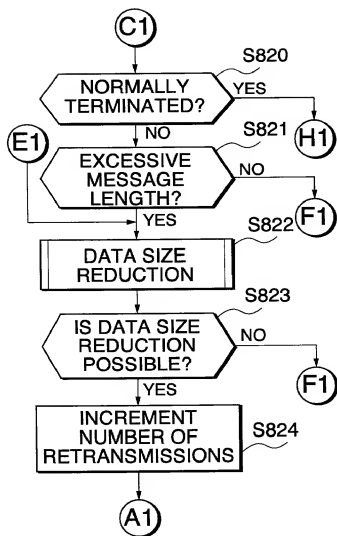 C1
S820
NORMALLY
TERMINATED?
YES
H1
NO
E1
S821
EXCESSIVE
MESSAGE
LENGTH?
NO
F1
YES
S822
DATA SIZE
REDUCTION
S823
IS DATA SIZE
REDUCTION
POSSIBLE?
NO
F1
YES
INCREMENT
NUMBER OF
RETRANSMISSIONS
S824
A1